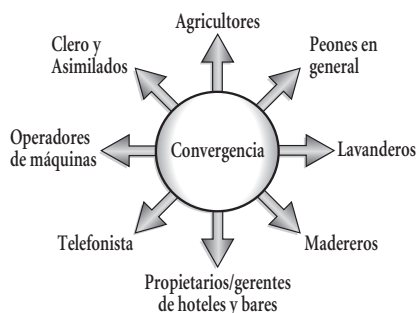 Agricultores
Clero y
Asimilados
Peones en
general
Operadores
de máquinas
Convergencia
Lavanderos
Telefonista
Madereros
Propietarios/gerentes
de hoteles y bares